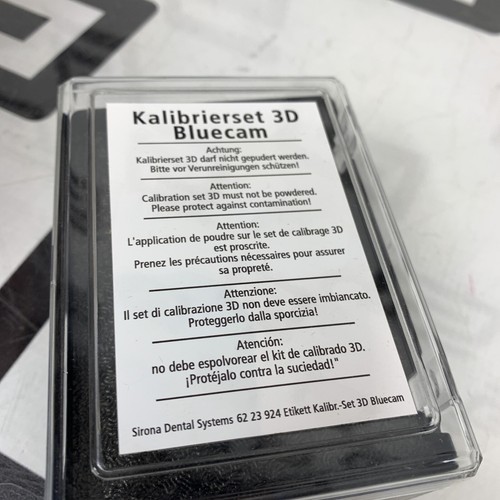 Kalibrierset 3D
Bluecam
Achtung:
Kalibrierset 3D darf nicht gepudert werden.
Bitte vor Verunreinigungen schützen!
Attention:
Calibration set 3D must not be powdered.
Please protect against contamination!
Attention:
L'application de poudre sur le set de calibrage 3D
est proscrite.
Prenez les précautions nécessaires pour assurer
sa propreté.
Attenzione:
Il set di calibrazione 3D non deve essere imbiancato.
Proteggerlo dalla sporcizia!
Atención:
no debe espolvorear el kit de calibrado 3D.
¡Protéjalo contra la suciedad!"
Sirona Dental Systems 62 23 924 Etikett Kalibr.-Set 3D Bluecam